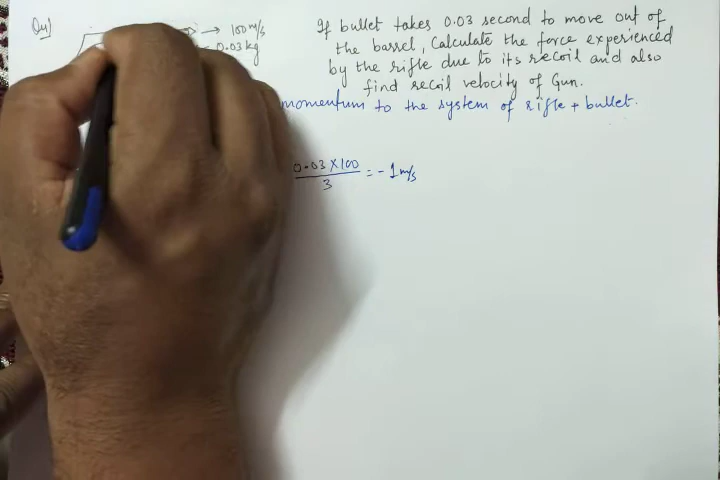 Qu)
→ 100 m/s
= 0.03 kg
If bullet takes 0.03 second to move out of
the barrel, Calculate the force experienced
by the rifle due to its recoil and also
find recoil velocity of Gun.
momentum to the system of rifle + bullet.
0.03 X 100
= - 1 m/s
3